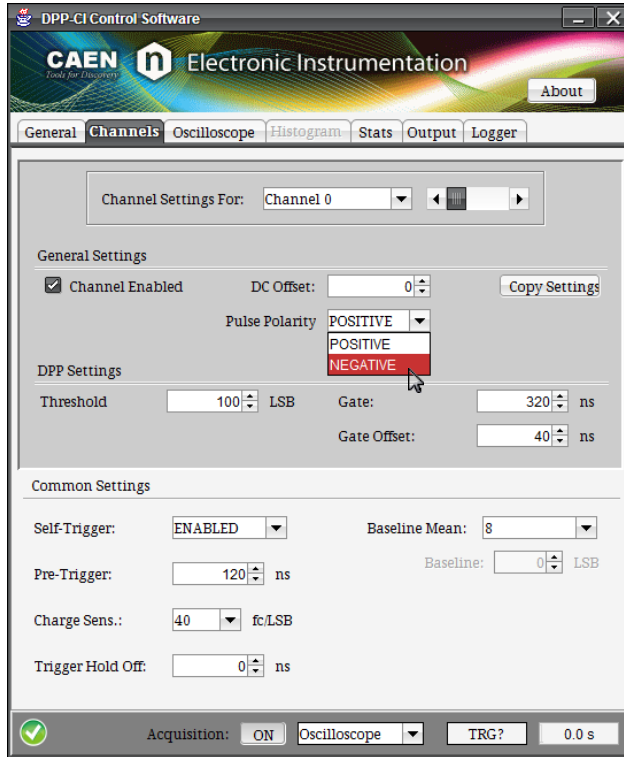 DPP-CI Control Software
CAEN
Tools for Discovery
n
Electronic Instrumentation
About
General Channels Oscilloscope Histogram Stats Output Logger
Channel Settings For: Channel 0
General Settings
Channel Enabled DC Offset: 0 Copy Settings
Pulse Polarity POSITIVE
POSITIVE
NEGATIVE
DPP Settings
Threshold 100 LSB Gate: 320 ns
Gate Offset: 40 ns
Common Settings
Self-Trigger: ENABLED Baseline Mean: 8
Baseline: 0 LSB
Pre-Trigger: 120 ns
Charge Sens.: 40 fc/LSB
Trigger Hold Off: 0 ns
Acquisition: ON Oscilloscope TRG? 0.0 s